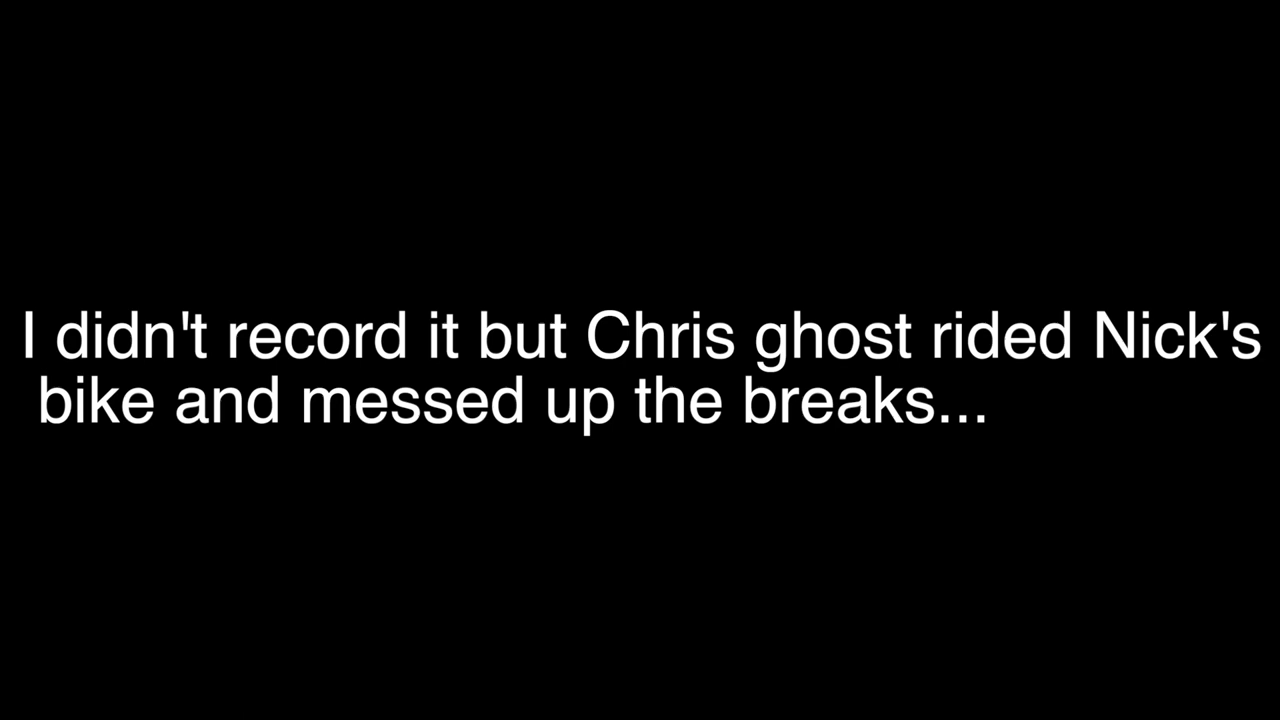 I didn't record it but Chris ghost rided Nick's
bike and messed up the breaks...